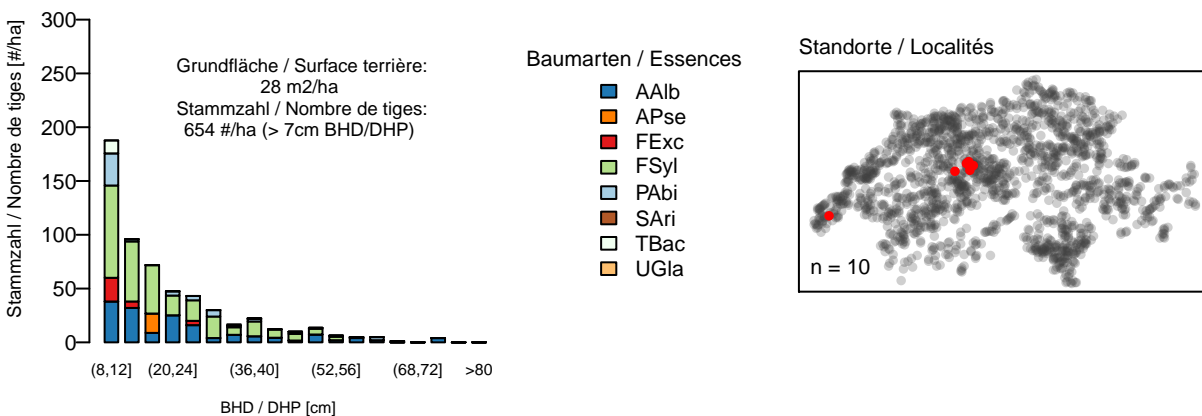 Stammzahl / Nombre de tiges [#/ha]
300
250
200
150
100
50
0
(8,12]
(20,24]
(36,40]
(52,56]
(68,72]
>80
BHD / DHP [cm]
Grundfläche / Surface terrière:
28 m2/ha
Stammzahl / Nombre de tiges:
654 #/ha (> 7cm BHD/DHP)
Baumarten / Essences
AAlb
APse
FExc
FSyl
PAbi
SAri
TBac
UGla
Standorte / Localités
n = 10